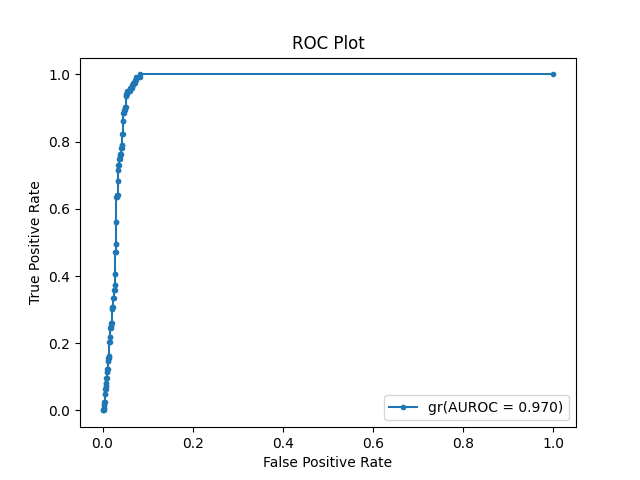 ROC Plot
True Positive Rate
1.0
0.8
0.6
0.4
0.2
0.0
gr(AUROC = 0.970)
0.0 0.2 0.4 0.6 0.8 1.0
False Positive Rate